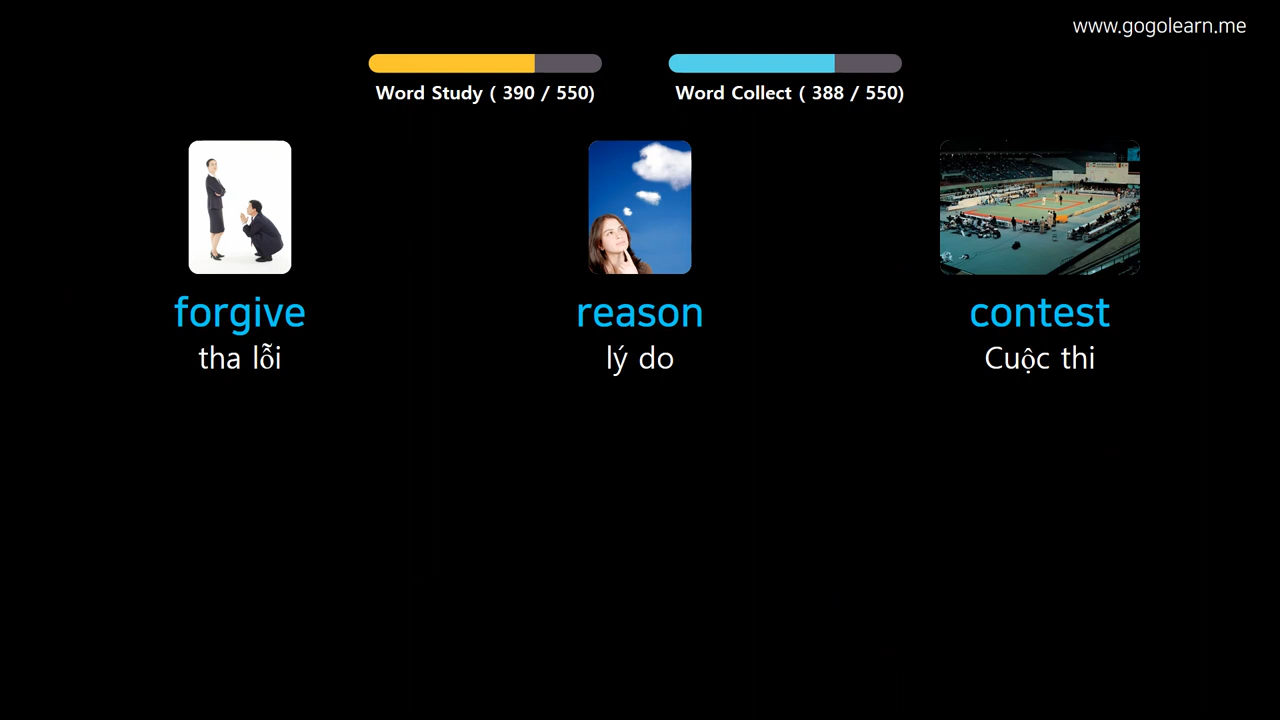 www.gogolearn.me
Word Study ( 390 / 550)
Word Collect ( 388 / 550)
forgive
tha lỗi
reason
lý do
contest
Cuộc thi